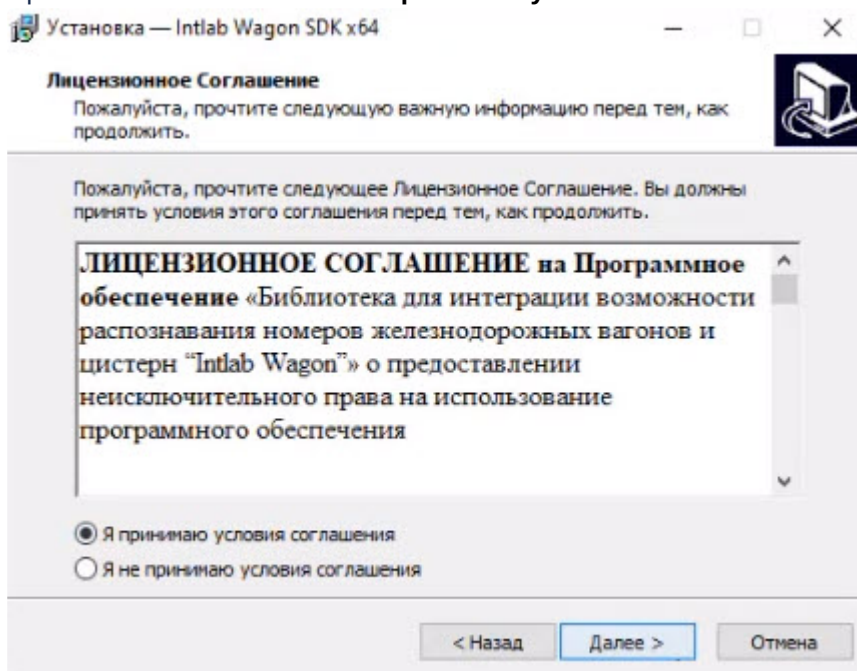 Установка — Intlab Wagon SDK x64
Лицензионное Соглашение
Пожалуйста, прочтите следующую важную информацию перед тем, как
продолжить.
Пожалуйста, прочтите следующее Лицензионное Соглашение. Вы должны
принять условия этого соглашения перед тем, как продолжить.
ЛИЦЕНЗИОННОЕ СОГЛАШЕНИЕ на Программное
обеспечение «Библиотека для интеграции возможности
распознавания номеров железнодорожных вагонов и
цистерн “Intlab Wagon”» о предоставлении
неисключительного права на использование
программного обеспечения
Я принимаю условия соглашения
Я не принимаю условия соглашения
< Назад
Далее >
Отмена